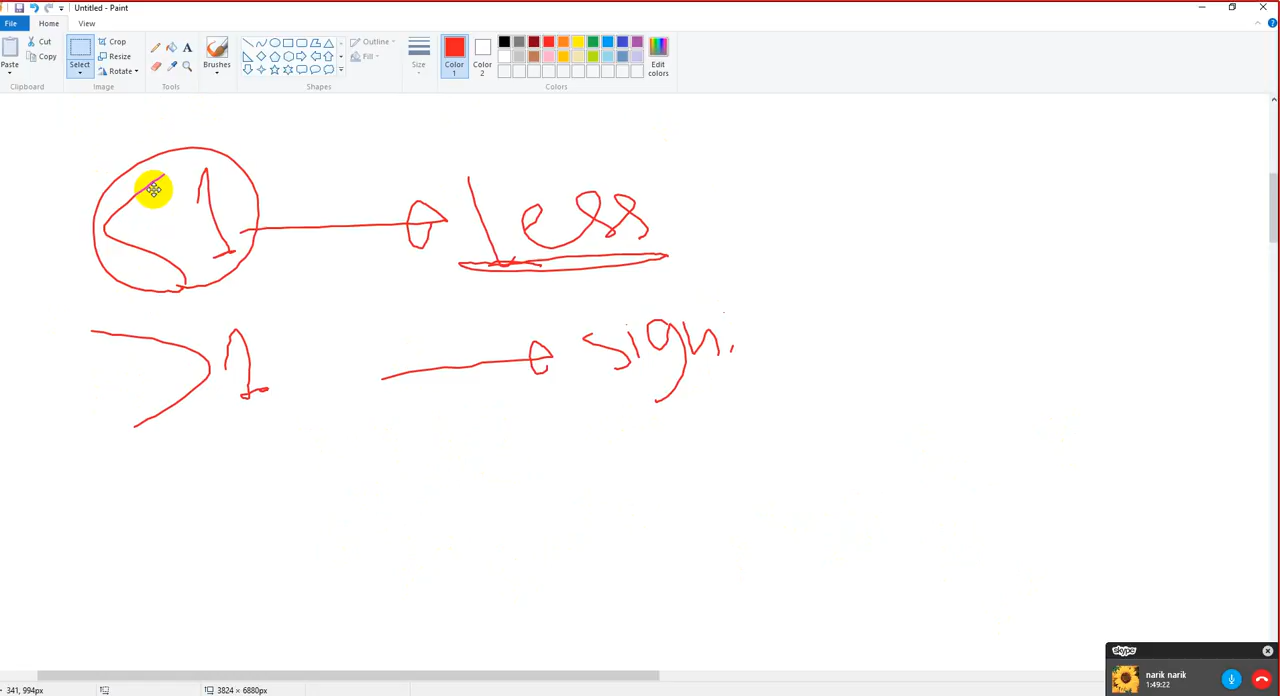 Untitled - Paint
File Home View
Cut Crop Outline
Copy Resize Fill Edit
Paste Select Rotate Brushes Size Color 1 Color 2 colors
Clipboard Image Tools Shapes Colors
< 1 → less
> 1 → sign.
skype
narik narik
1:49:22
341, 994px 3824 × 6880px